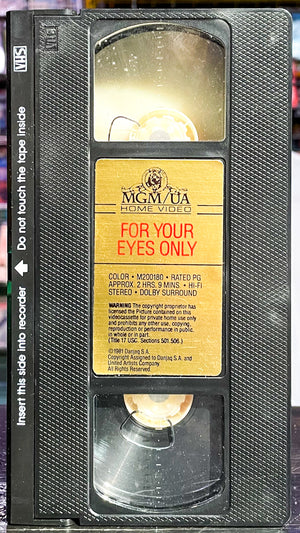 VHS
Insert this side into recorder Do not touch the tape inside
MGM/UA
HOME VIDEO
FOR YOUR
EYES ONLY
COLOR • M200180 • RATED PG
APPROX. 2 HRS. 9 MINS. • HI-FI
STEREO • DOLBY SURROUND
WARNING The copyright proprietor has
licensed the Picture contained on this
videocassette for private home use only
and prohibits any other use, copying,
reproduction or performance in public,
in whole or in part.
(Title 17 USC. Sections 501, 506.)
©1981 Danjaq S.A.
Copyright Assigned to Danjaq S.A. and
United Artists Company
All Rights Reserved.